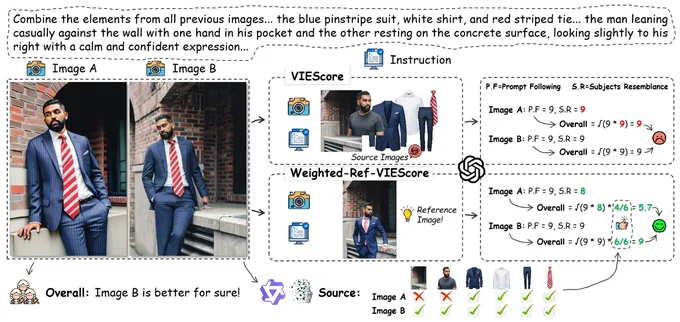 Combine the elements from all previous images... the blue pinstripe suit, white shirt, and red striped tie... the man leaning
casually against the wall with one hand in his pocket and the other resting on the concrete surface, looking slightly to his
right with a calm and confident expression...
Image A
Image B
Instruction
VIEScore
Source Images
P.F=Prompt Following S.R=Subjects Resemblance
Image A: P.F = 9, S.R = 9
Overall = √(9 * 9) = 9
Image B: P.F = 9, S.R = 9
Overall = √(9 * 9) = 9
Weighted-Ref-VIEScore
Reference
Image!
Image A: P.F = 9, S.R = 8
Overall = √(9 * 8) * 4/6 = 5.7
Image B: P.F = 9, S.R = 9
Overall = √(9 * 9) * 6/6 = 9
Overall: Image B is better for sure!
Source:
Image A
Image B